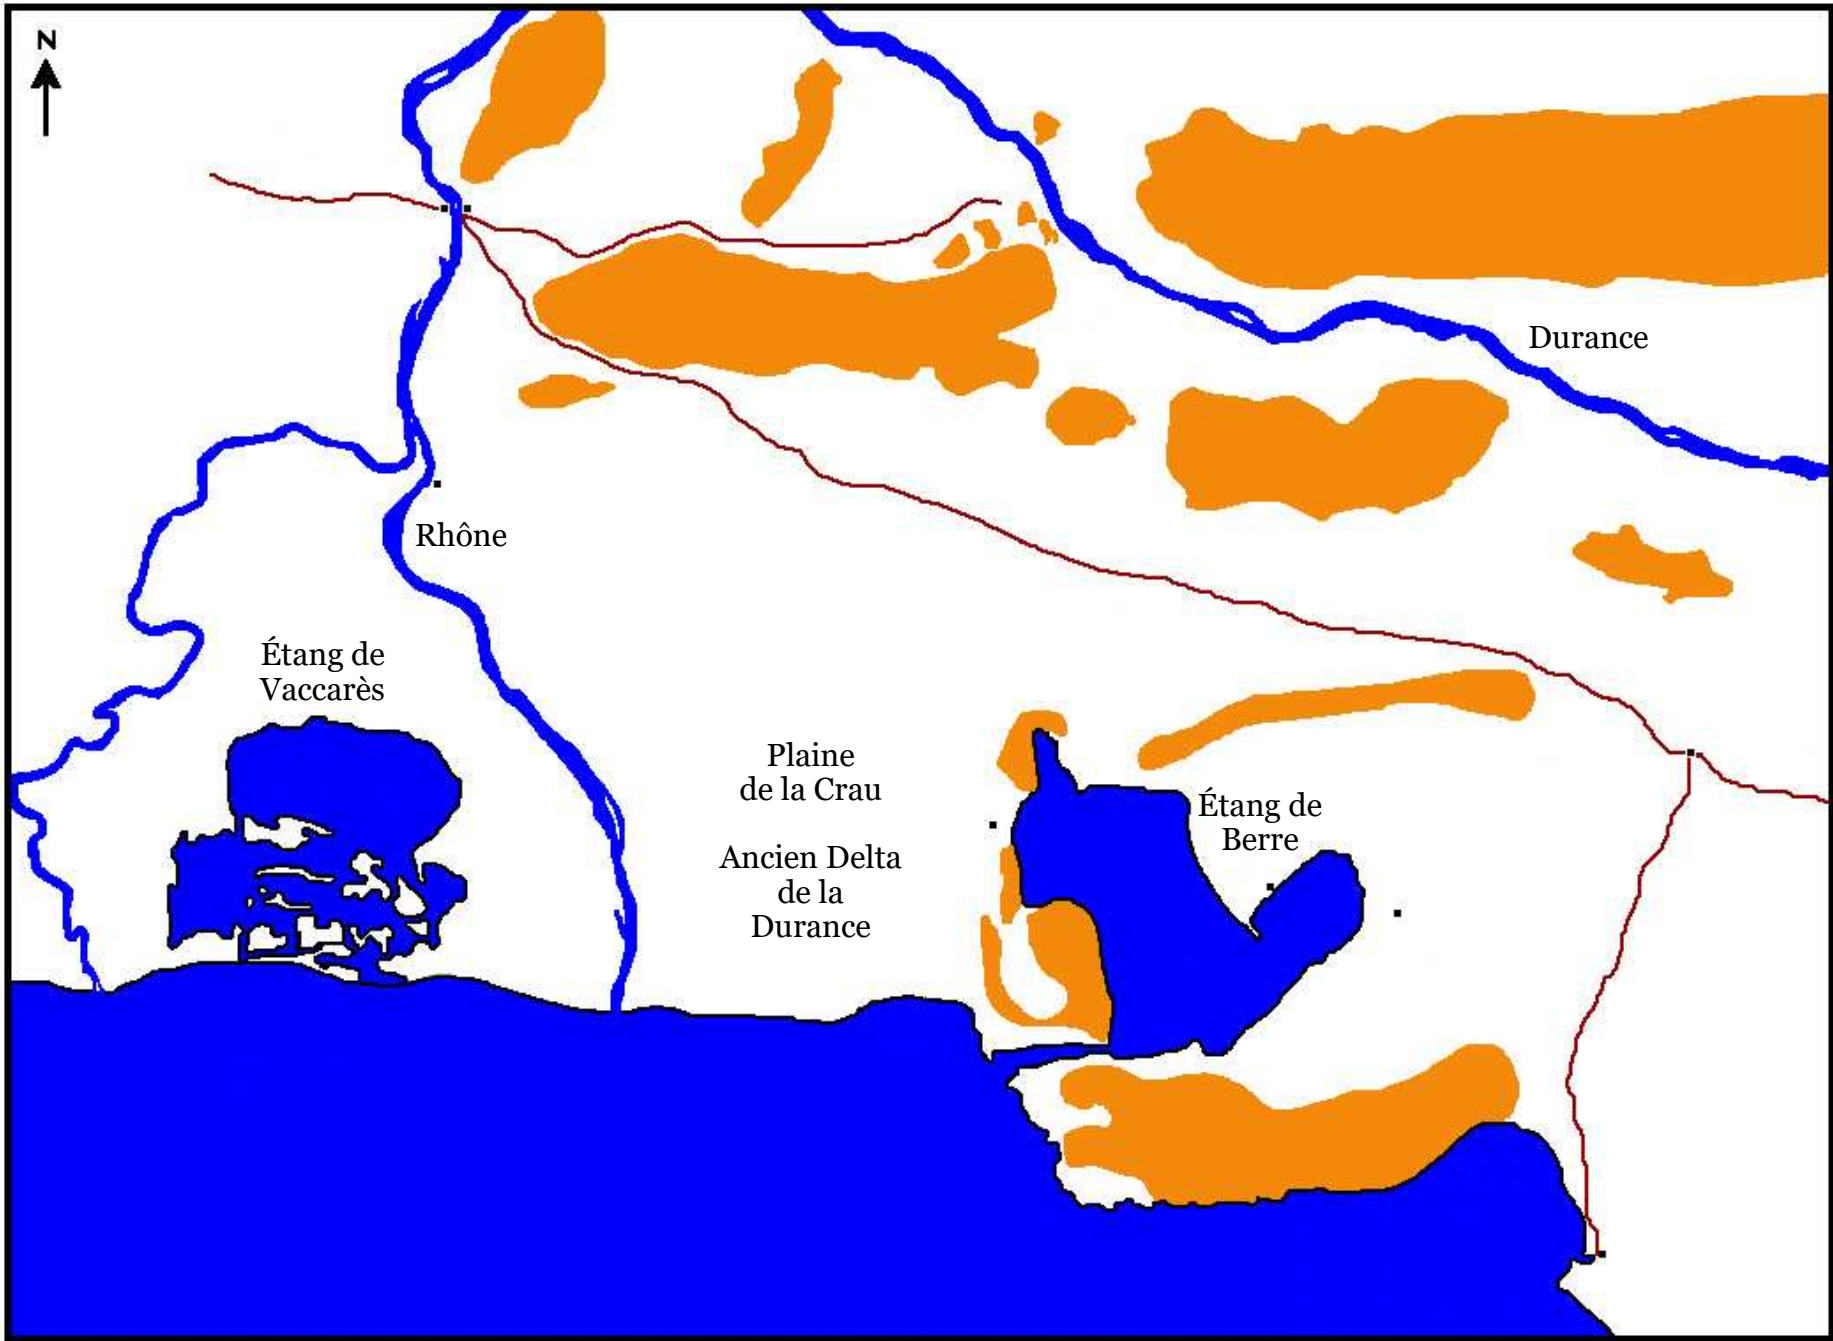 N
Durance
Rhône
Étang de
Vaccarès
Plaine
de la Crau
Étang de
Berre
Ancien Delta
de la
Durance